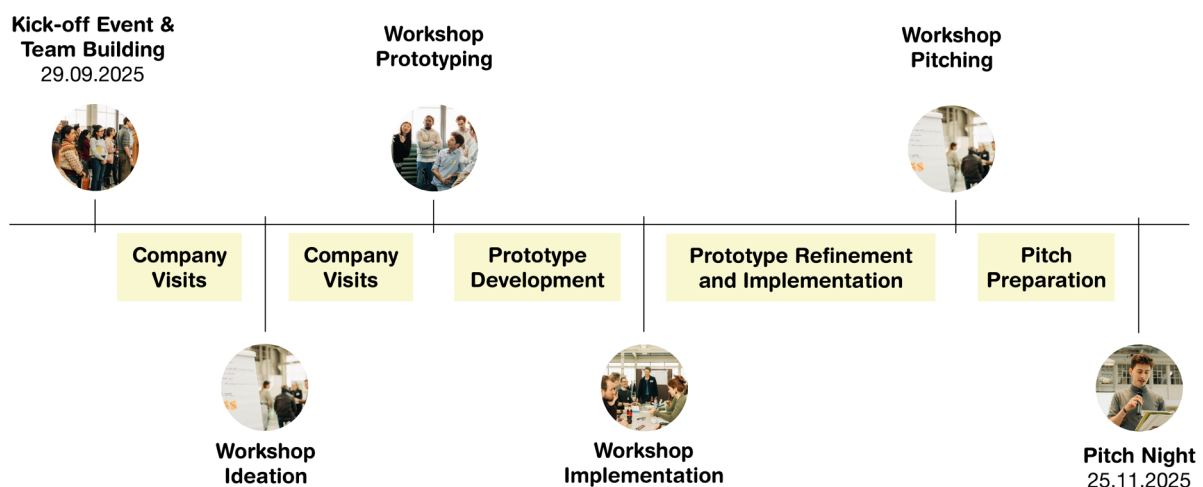 Kick-off Event &
Team Building
29.09.2025
Workshop
Prototyping
Workshop
Pitching
Company
Visits
Company
Visits
Prototype
Development
Prototype Refinement
and Implementation
Pitch
Preparation
Workshop
Ideation
Workshop
Implementation
Pitch Night
25.11.2025